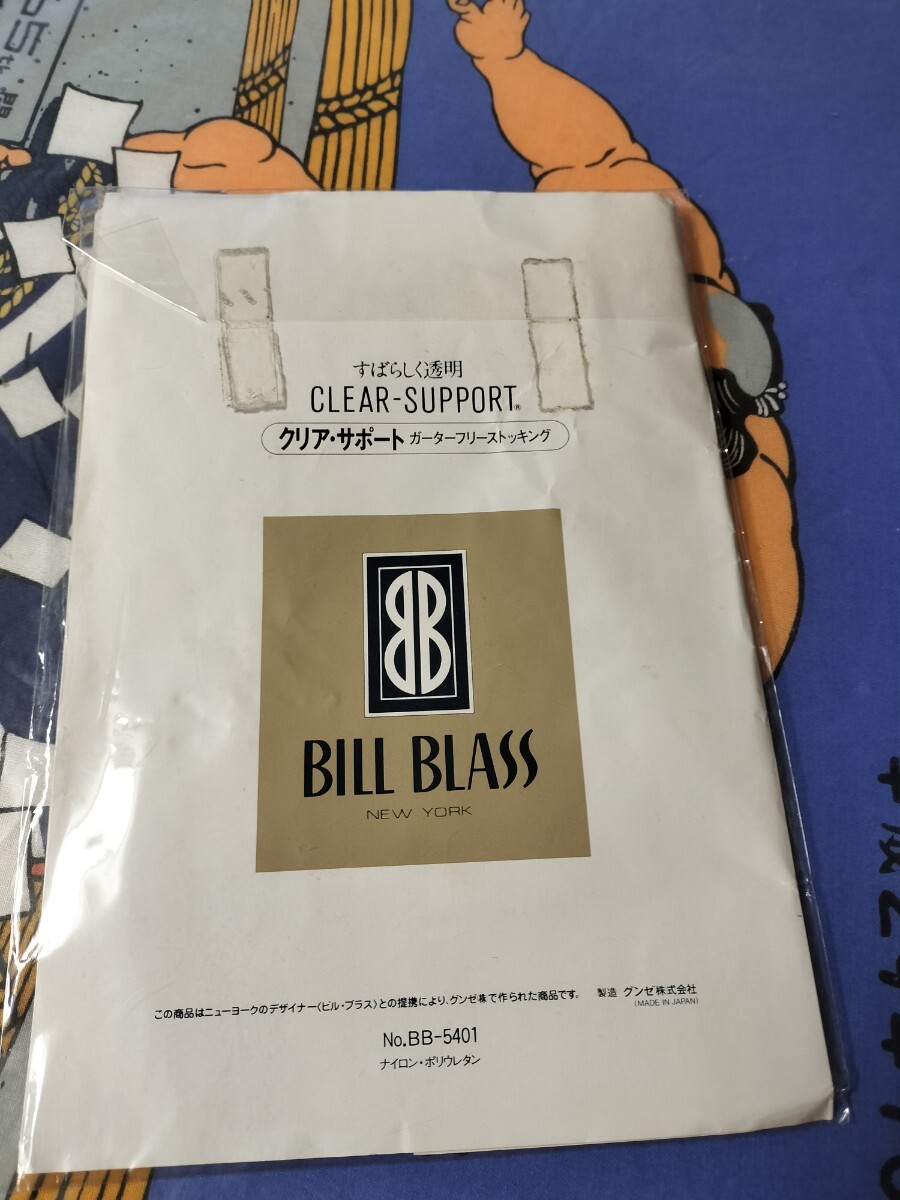 すばらしく透明
CLEAR-SUPPORT®
クリア・サポート ガーターフリーストッキング
BB
BILL BLASS
NEW YORK
この商品はニューヨークのデザイナー〈ビル・ブラス〉との提携により、グンゼ㈱で作られた商品です。 製造 グンゼ株式会社
(MADE IN JAPAN)
No.BB-5401
ナイロン・ポリウレタン